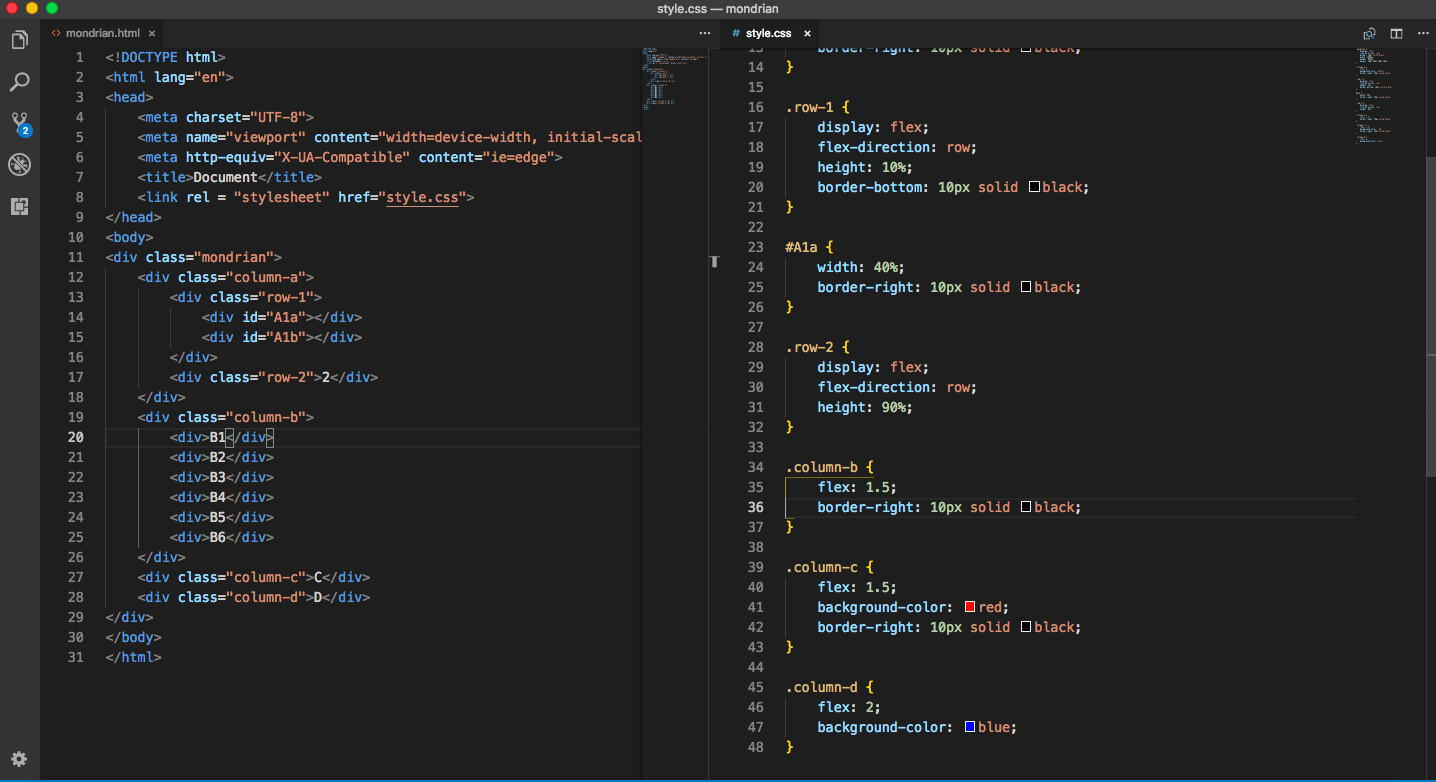 style.css — mondrian
mondrian.html ×
1 <!DOCTYPE html>
2 <html lang="en">
3 <head>
4     <meta charset="UTF-8">
5     <meta name="viewport" content="width=device-width, initial-scal
6     <meta http-equiv="X-UA-Compatible" content="ie=edge">
7     <title>Document</title>
8     <link rel = "stylesheet" href="style.css">
9 </head>
10 <body>
11 <div class="mondrian">
12     <div class="column-a">
13         <div class="row-1">
14             <div id="A1a"></div>
15             <div id="A1b"></div>
16         </div>
17         <div class="row-2">2</div>
18     </div>
19     <div class="column-b">
20         <div>B1</div>
21         <div>B2</div>
22         <div>B3</div>
23         <div>B4</div>
24         <div>B5</div>
25         <div>B6</div>
26     </div>
27     <div class="column-c">C</div>
28     <div class="column-d">D</div>
29 </div>
30 </body>
31 </html>
2
# style.css ×
13     border-right: 10px solid black;
14 }
15
16 .row-1 {
17     display: flex;
18     flex-direction: row;
19     height: 10%;
20     border-bottom: 10px solid black;
21 }
22
23 #A1a {
24     width: 40%;
25     border-right: 10px solid black;
26 }
27
28 .row-2 {
29     display: flex;
30     flex-direction: row;
31     height: 90%;
32 }
33
34 .column-b {
35     flex: 1.5;
36     border-right: 10px solid black;
37 }
38
39 .column-c {
40     flex: 1.5;
41     background-color: red;
42     border-right: 10px solid black;
43 }
44
45 .column-d {
46     flex: 2;
47     background-color: blue;
48 }